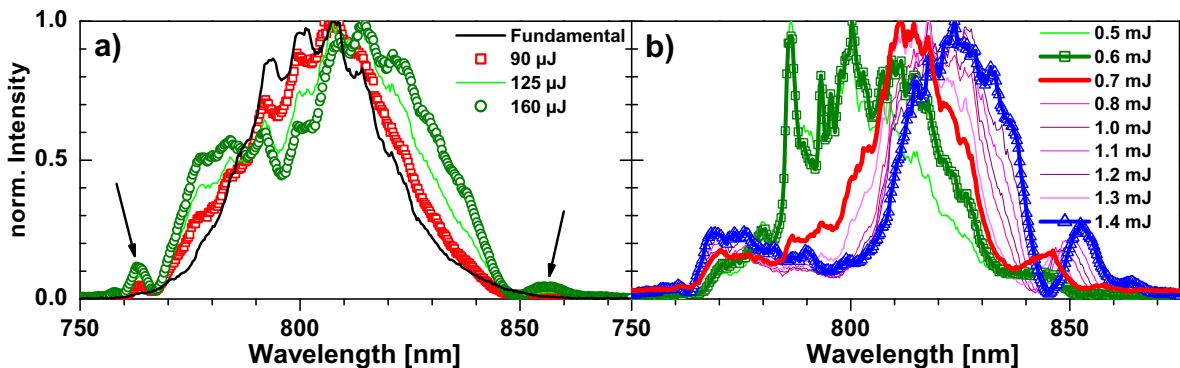 1.0
a)
Fundamental
90 µJ
125 µJ
160 µJ
0.5
0.0
norm. Intensity
750
800
850
Wavelength [nm]
b)
0.5 mJ
0.6 mJ
0.7 mJ
0.8 mJ
1.0 mJ
1.1 mJ
1.2 mJ
1.3 mJ
1.4 mJ
750
800
850
Wavelength [nm]